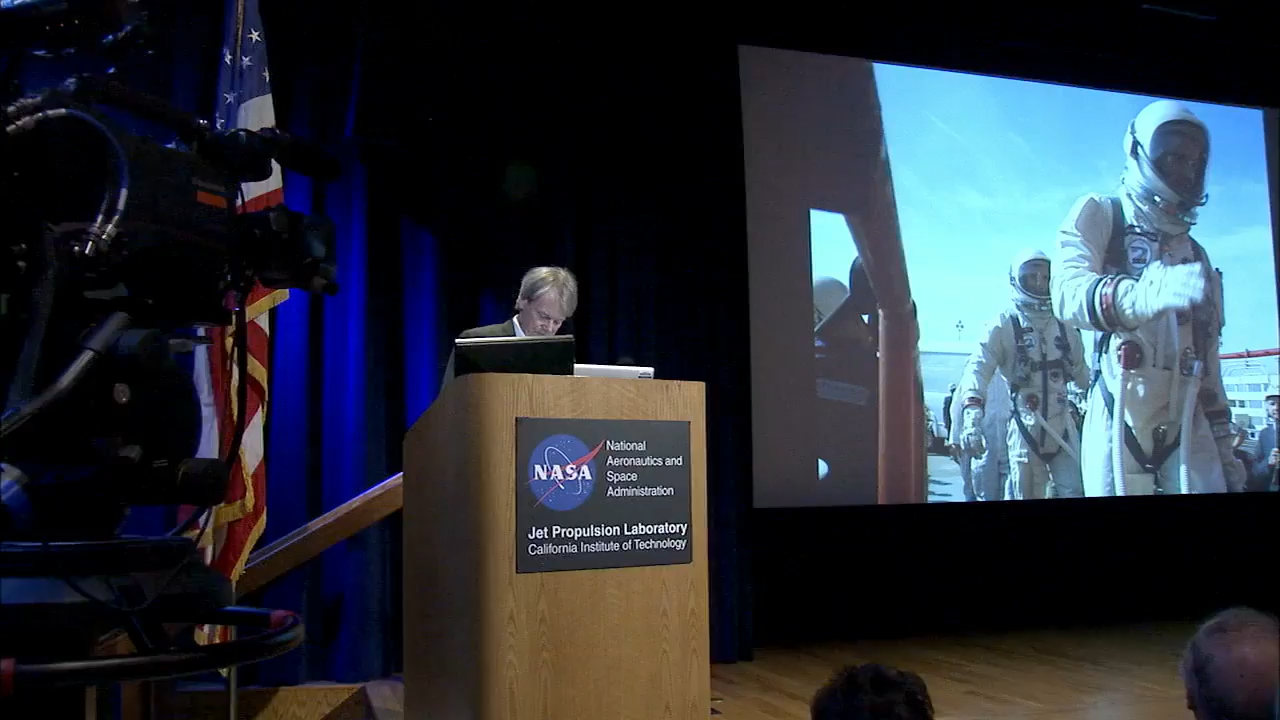 NASA
National
Aeronautics and
Space
Administration
Jet Propulsion Laboratory
California Institute of Technology